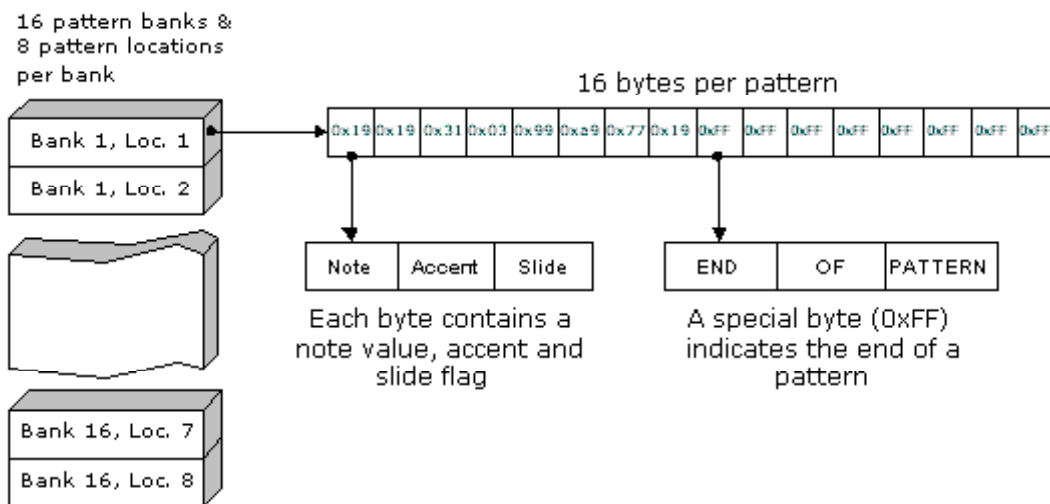 16 pattern banks &
8 pattern locations
per bank
16 bytes per pattern
Bank 1, Loc. 1
0x19 0x19 0x31 0x03 0x99 0xa9 0x77 0x19 0xFF 0xFF 0xFF 0xFF 0xFF 0xFF 0xFF 0xFF
Bank 1, Loc. 2
Note Accent Slide
END OF PATTERN
Each byte contains a
note value, accent and
slide flag
A special byte (0xFF)
indicates the end of a
pattern
Bank 16, Loc. 7
Bank 16, Loc. 8